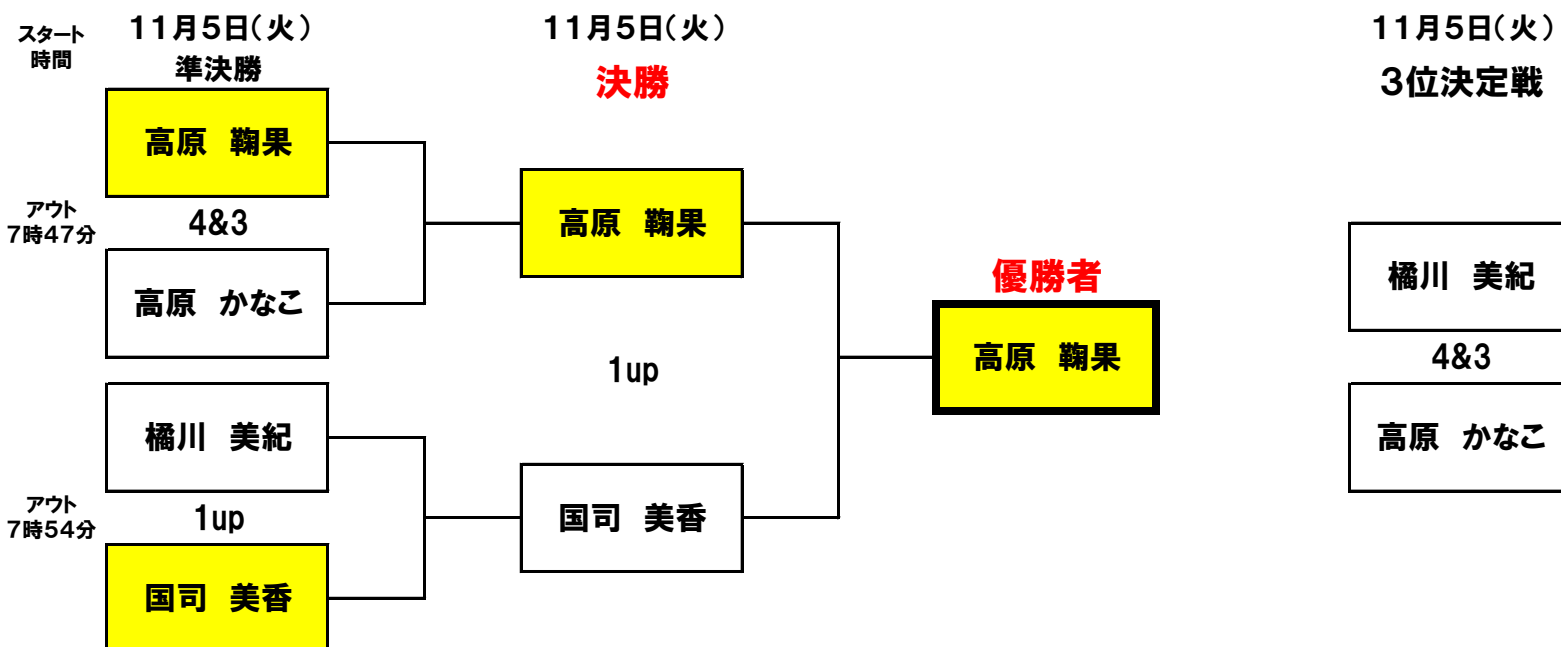 スタート
時間
11月5日(火)
準決勝
11月5日(火)
決勝
11月5日(火)
3位決定戦
高原 鞠果
アウト
7時47分
4&3
高原 かなこ
高原 鞠果
優勝者
高原 鞠果
1up
橘川 美紀
アウト
7時54分
1up
国司 美香
国司 美香
橘川 美紀
4&3
高原 かなこ